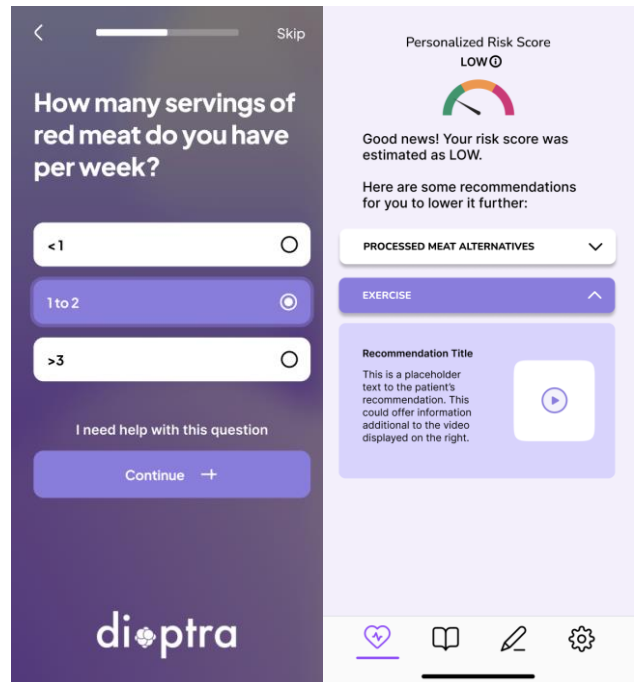 Skip
How many servings of
red meat do you have
per week?
<1
1 to 2
>3
I need help with this question
Continue
dioptra
Personalized Risk Score
LOW
Good news! Your risk score was
estimated as LOW.
Here are some recommendations
for you to lower it further:
PROCESSED MEAT ALTERNATIVES
EXERCISE
Recommendation Title
This is a placeholder
text to the patient's
recommendation. This
could offer information
additional to the video
displayed on the right.